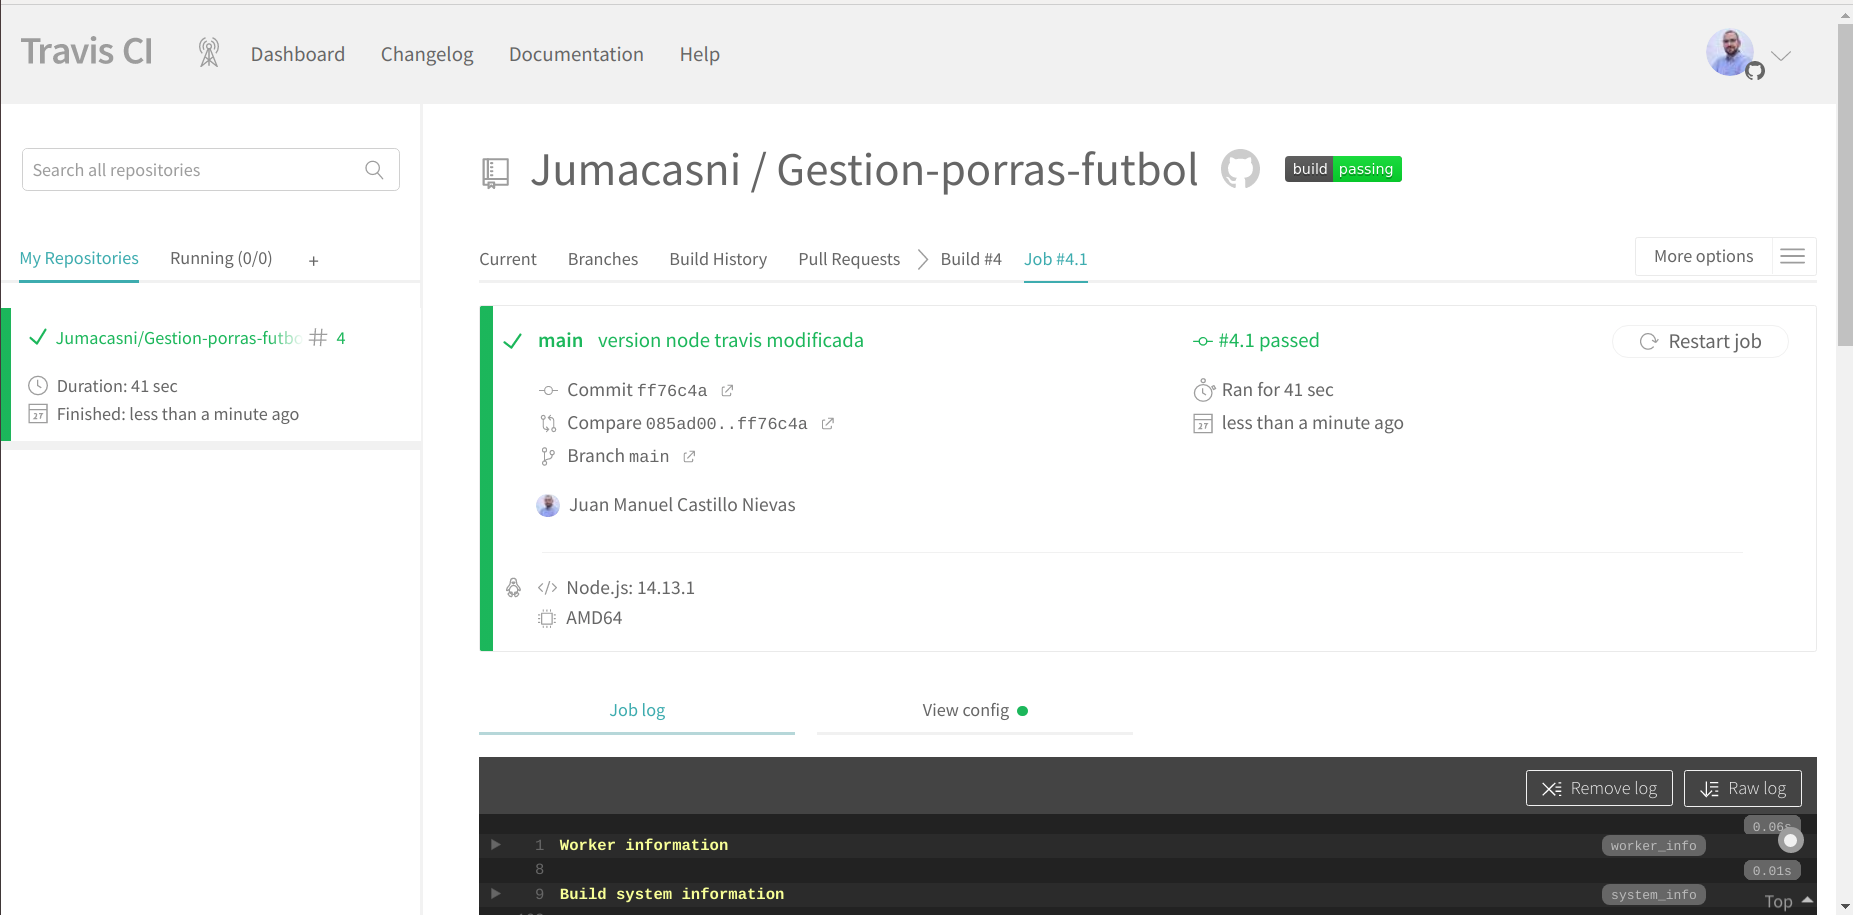 Travis CI
Dashboard
Changelog
Documentation
Help
Search all repositories
My Repositories
Running (0/0)
+
Jumacasni/Gestion-porras-futbo
# 4
Duration: 41 sec
27 Finished: less than a minute ago
Jumacasni / Gestion-porras-futbol
build passing
Current
Branches
Build History
Pull Requests
Build #4
Job #4.1
More options
main version node travis modificada
Commit ff76c4a
Compare 085ad00..ff76c4a
Branch main
Juan Manuel Castillo Nievas
#4.1 passed
Ran for 41 sec
27 less than a minute ago
Restart job
</> Node.js: 14.13.1
AMD64
Job log
View config
Remove log
Raw log
0.06s
1 Worker information worker_info
8 0.01s
9 Build system information system_info
Top